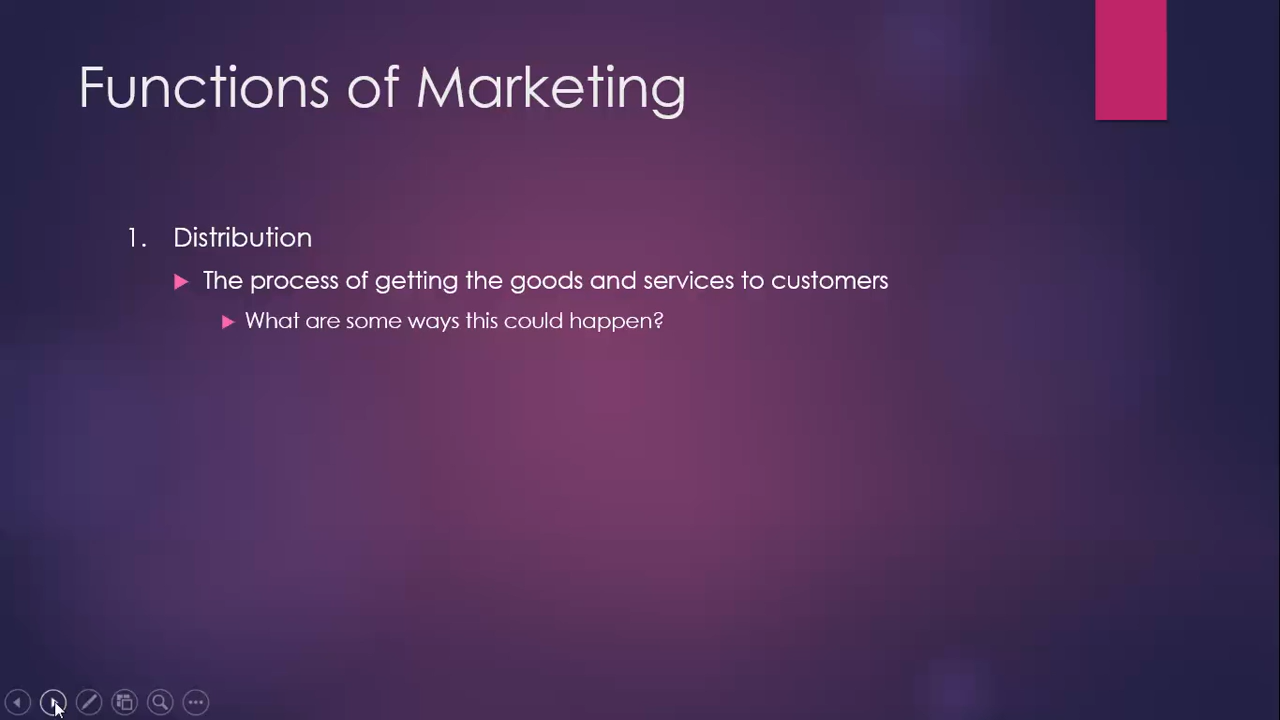 Functions of Marketing
1. Distribution
The process of getting the goods and services to customers
What are some ways this could happen?